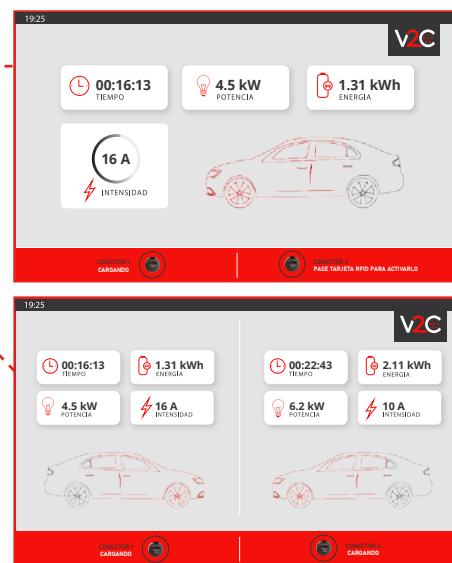 19:25
V2C
00:16:13
TIEMPO
4.5 kW
POTENCIA
1.31 kWh
ENERGIA
16 A
INTENSIDAD
CONECTOR 1
CARGANDO
CONECTOR 2
PASE TARJETA RFID PARA ACTIVARLO
19:25
V2C
00:16:13
TIEMPO
1.31 kWh
ENERGÍA
4.5 kW
POTENCIA
16 A
INTENSIDAD
00:22:43
TIEMPO
2.11 kWh
ENERGIA
6.2 kW
POTENCIA
10 A
INTENSIDAD
CONECTOR 1
CARGANDO
CONECTOR 2
CARGANDO